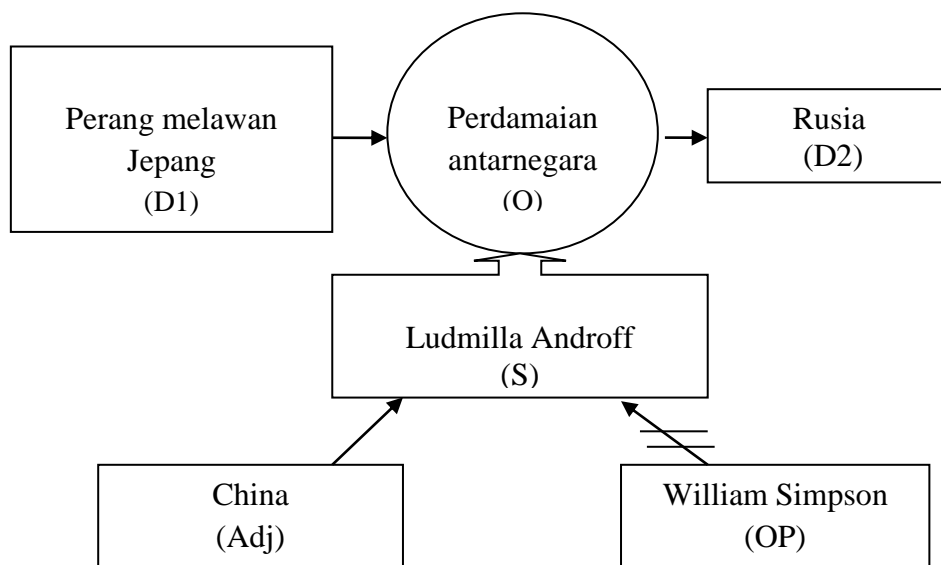 Perang melawan
Jepang
(D1)
Perdamaian
antarnegara
(O)
Rusia
(D2)
Ludmilla Androff
(S)
China
(Adj)
William Simpson
(OP)